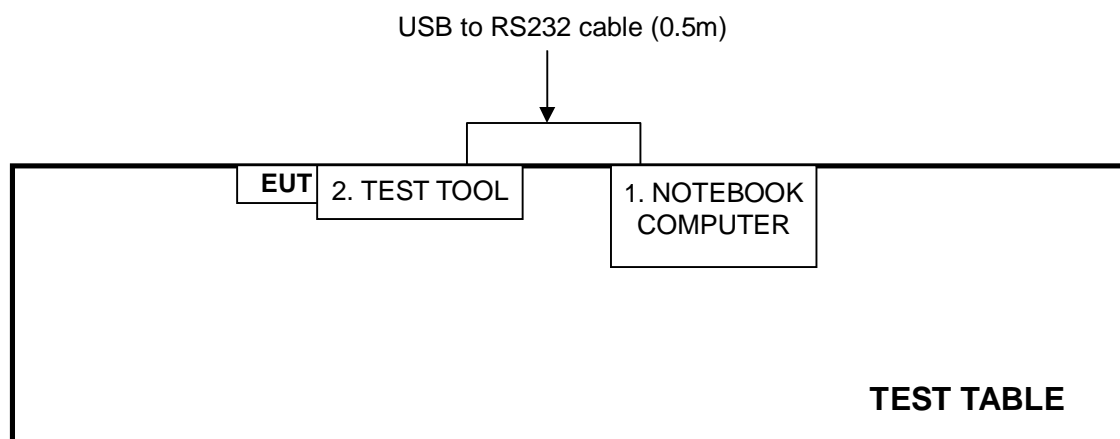 USB to RS232 cable (0.5m)
EUT
2. TEST TOOL
1. NOTEBOOK
COMPUTER
TEST TABLE